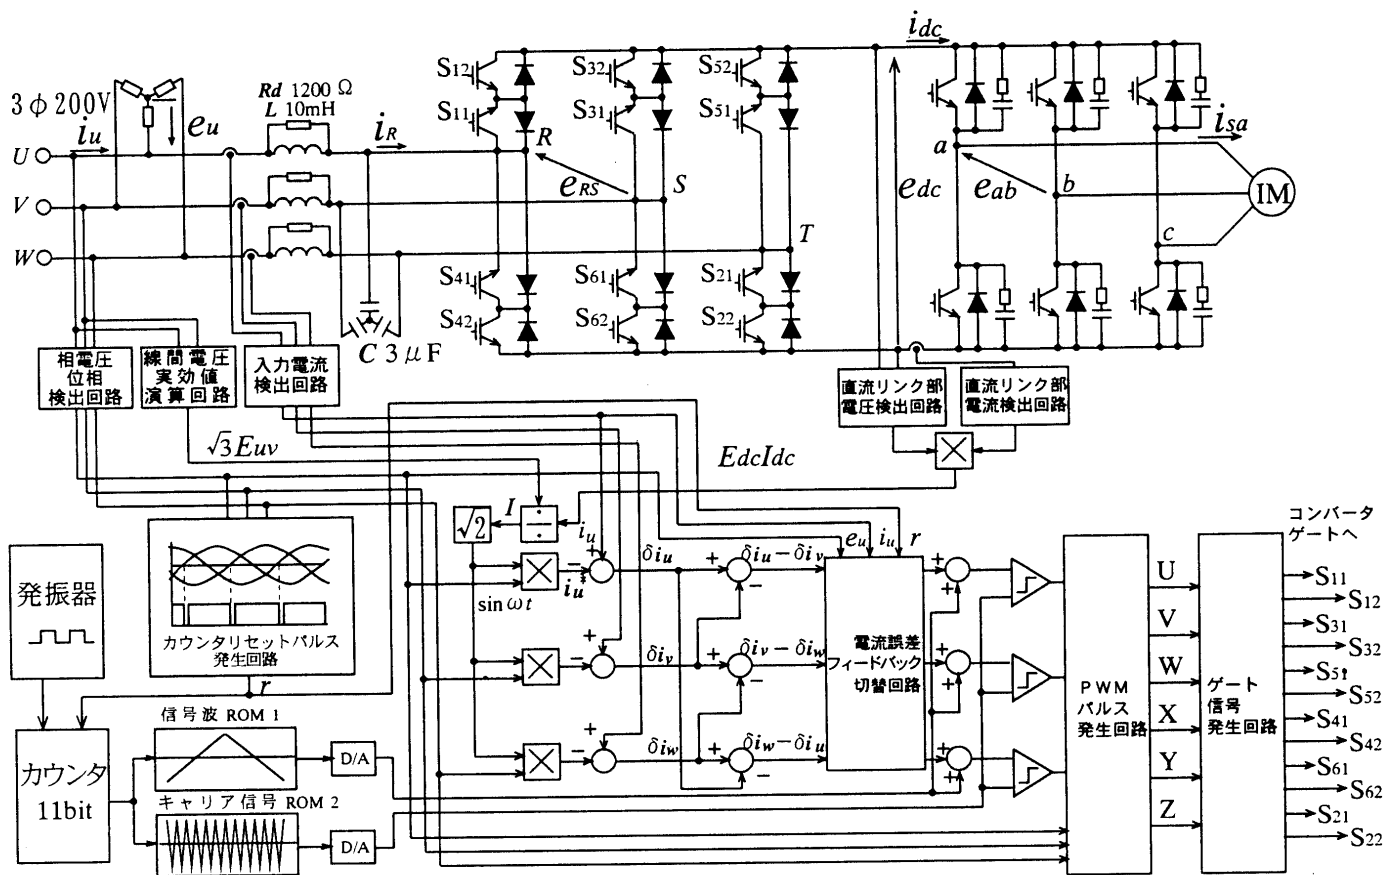 3φ200V
iu
eu
Rd 1200 Ω
L 10mH
iR
U
V
W
S12
S11
S32
S31
S52
S51
R
S
T
eRS
S41
S42
S61
S62
S21
S22
C 3μF
idc
edc
eab
a
b
c
isa
IM
相電圧
位相
検出回路
線間電圧
実効値
演算回路
入力電流
検出回路
直流リンク部
電圧検出回路
直流リンク部
電流検出回路
√3Euv
EdcIdc
√2
I
÷
×
iu
iu*
sinωt
δiu
δiv
δiw
δiu−δiv
δiv−δiw
δiw−δiu
eu
iu
r
電流誤差
フィードバック
切替回路
発振器
カウンタリセットパルス
発生回路
r
カウンタ
11bit
信号波 ROM 1
キャリア信号 ROM 2
D/A
D/A
PWM
パルス
発生回路
U
V
W
X
Y
Z
ゲート
信号
発生回路
コンバータ
ゲートへ
S11
S12
S31
S32
S51
S52
S41
S42
S61
S62
S21
S22